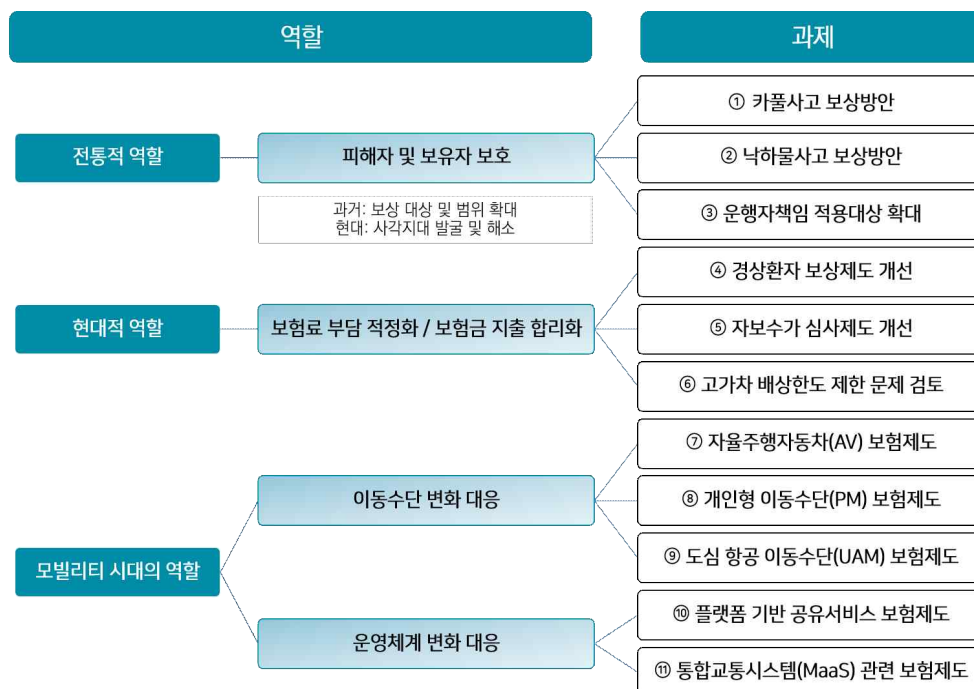 역할
과제
전통적 역할
피해자 및 보유자 보호
과거: 보상 대상 및 범위 확대
현대: 사각지대 발굴 및 해소
① 카풀사고 보상방안
② 낙하물사고 보상방안
③ 운행자책임 적용대상 확대
현대적 역할
보험료 부담 적정화 / 보험금 지출 합리화
④ 경상환자 보상제도 개선
⑤ 자보수가 심사제도 개선
⑥ 고가차 배상한도 제한 문제 검토
모빌리티 시대의 역할
이동수단 변화 대응
⑦ 자율주행자동차(AV) 보험제도
⑧ 개인형 이동수단(PM) 보험제도
⑨ 도심 항공 이동수단(UAM) 보험제도
운영체계 변화 대응
⑩ 플랫폼 기반 공유서비스 보험제도
⑪ 통합교통시스템(MaaS) 관련 보험제도